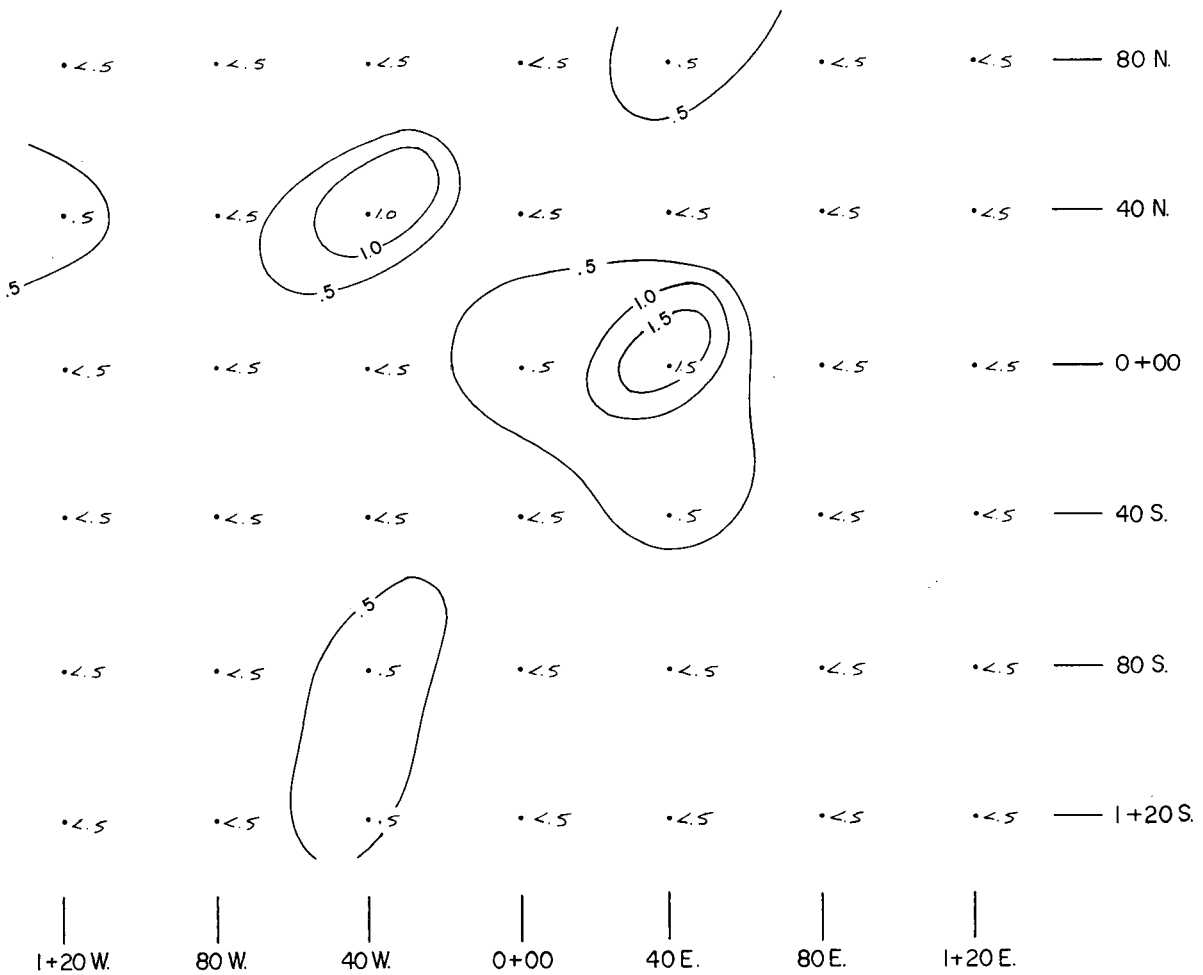 <.5 <.5 <.5 <.5 .5 <.5 <.5 80 N.
.5
.5 <.5 1.0 <.5 <.5 <.5 <.5 40 N.
1.0
.5
.5
.5
1.0
1.5
<.5 <.5 <.5 .5 1.5 <.5 <.5 0+00
<.5 <.5 <.5 <.5 .5 <.5 <.5 40 S.
.5
<.5 <.5 .5 <.5 <.5 <.5 <.5 80 S.
<.5 <.5 .5 <.5 <.5 <.5 <.5 1+20 S.
1+20 W. 80 W. 40 W. 0+00 40 E. 80 E. 1+20 E.